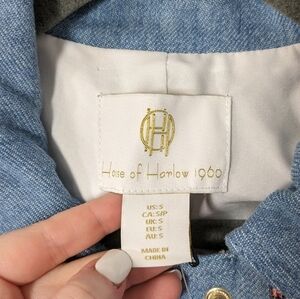 House of Harlow 1960
US:S
CA:S/P
UK:S
EU:S
AU:S
MADE IN
CHINA